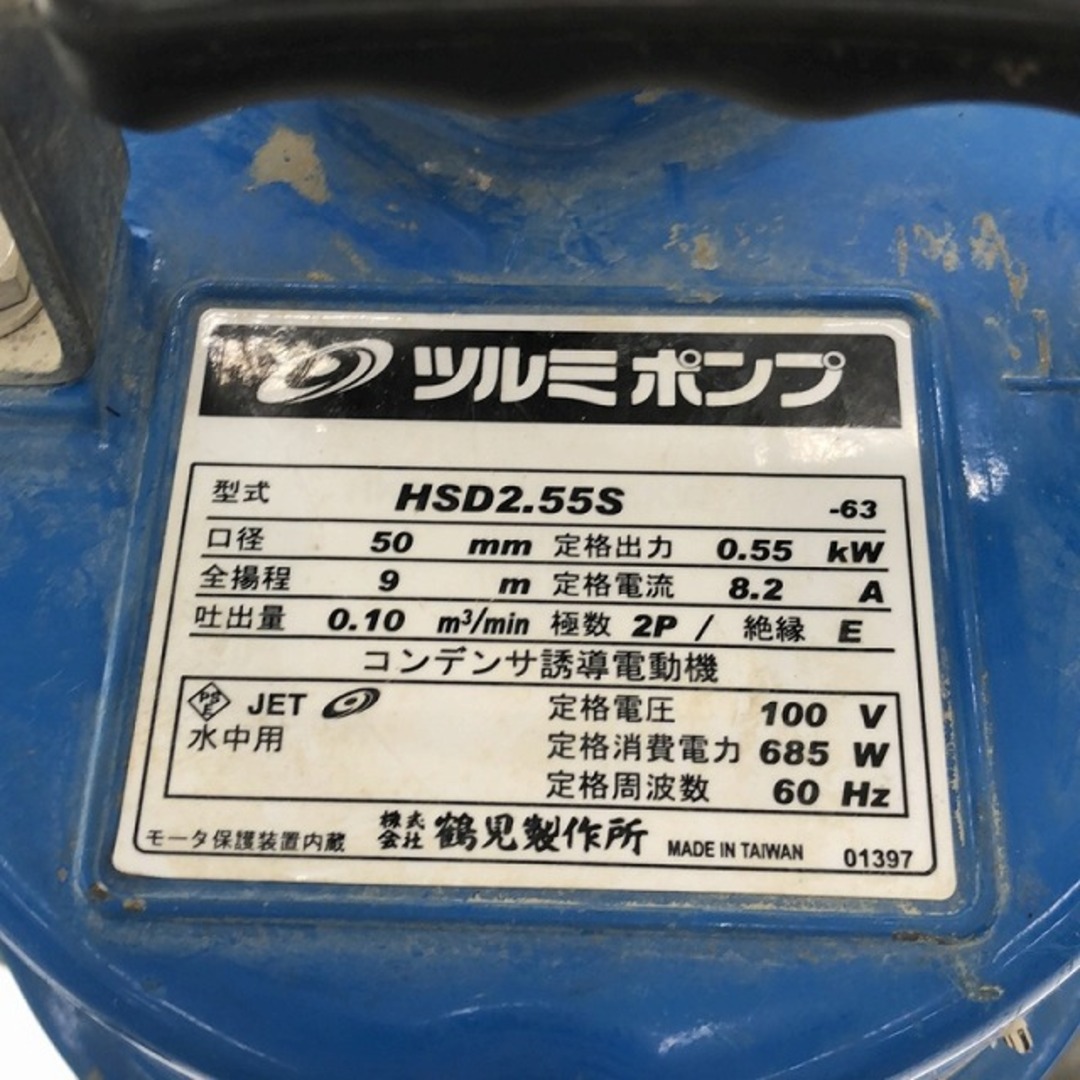 ツルミポンプ
型式 HSD2.55S -63
口径 50 mm 定格出力 0.55 kW
全揚程 9 m 定格電流 8.2 A
吐出量 0.10 m³/min 極数 2P / 絶縁 E
コンデンサ誘導電動機
PSE JET 定格電圧 100 V
水中用 定格消費電力 685 W
定格周波数 60 Hz
モータ保護装置内蔵 株式会社 鶴見製作所 MADE IN TAIWAN 01397